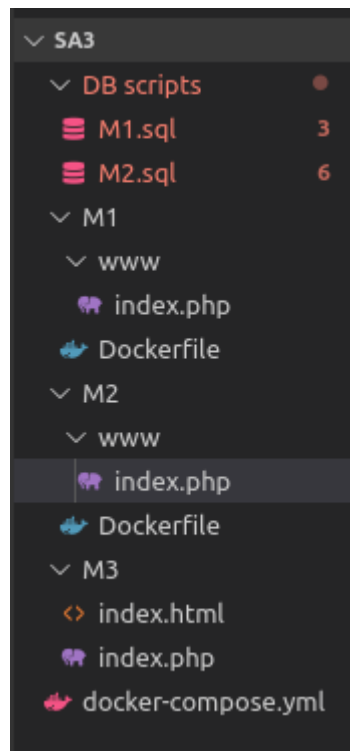 SA3
DB scripts
M1.sql 3
M2.sql 6
M1
www
index.php
Dockerfile
M2
www
index.php
Dockerfile
M3
index.html
index.php
docker-compose.yml